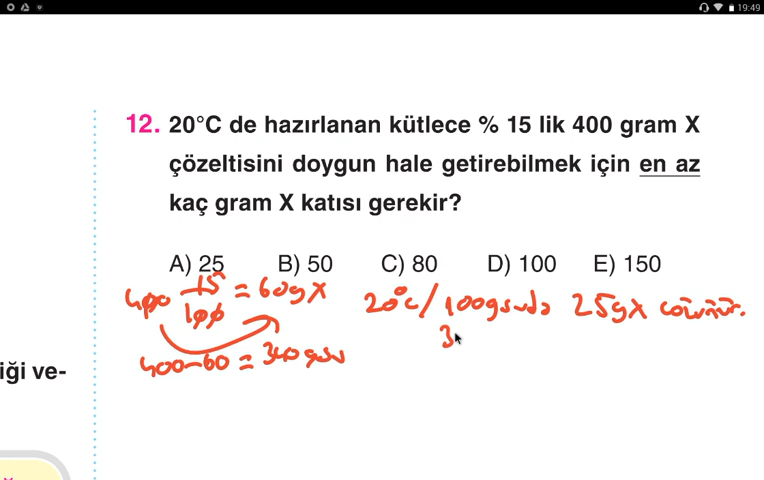 19:49
12. 20°C de hazırlanan kütlece % 15 lik 400 gram X
çözeltisini doygun hale getirebilmek için en az
kaç gram X katısı gerekir?
A) 25 B) 50 C) 80 D) 100 E) 150
400 15/100 = 60g X
20°C / 100g suda 25g X çözünür.
3
400-60 = 340g su
iği ve-